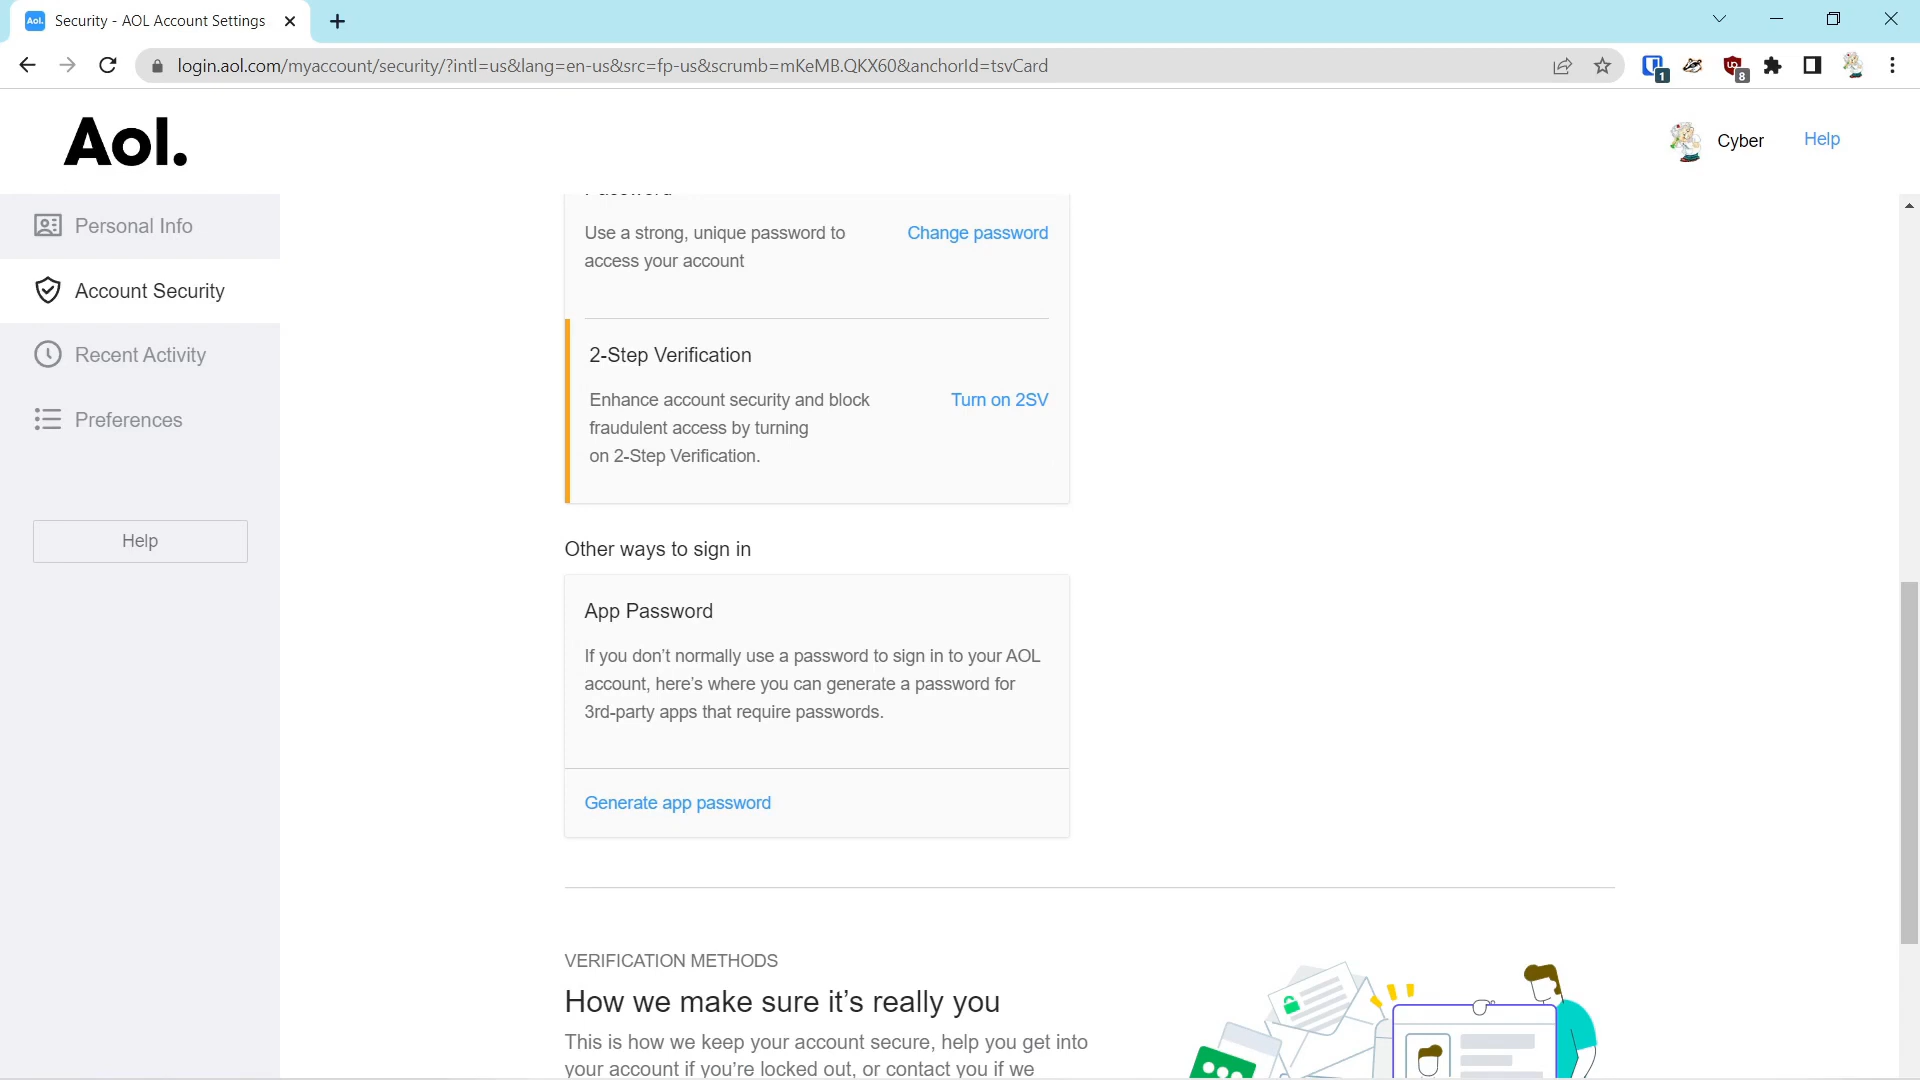 Aol.
Security - AOL Account Settings
login.aol.com/myaccount/security/?intl=us&lang=en-us&src=fp-us&scrumb=mKeMB.QKX60&anchorId=tsvCard
1
8
Aol.
Cyber
Help
Personal Info
Account Security
Recent Activity
Preferences
Help
Password
Use a strong, unique password to
access your account
Change password
2-Step Verification
Enhance account security and block
fraudulent access by turning
on 2-Step Verification.
Turn on 2SV
Other ways to sign in
App Password
If you don’t normally use a password to sign in to your AOL
account, here’s where you can generate a password for
3rd-party apps that require passwords.
Generate app password
VERIFICATION METHODS
How we make sure it’s really you
This is how we keep your account secure, help you get into
your account if you’re locked out, or contact you if we